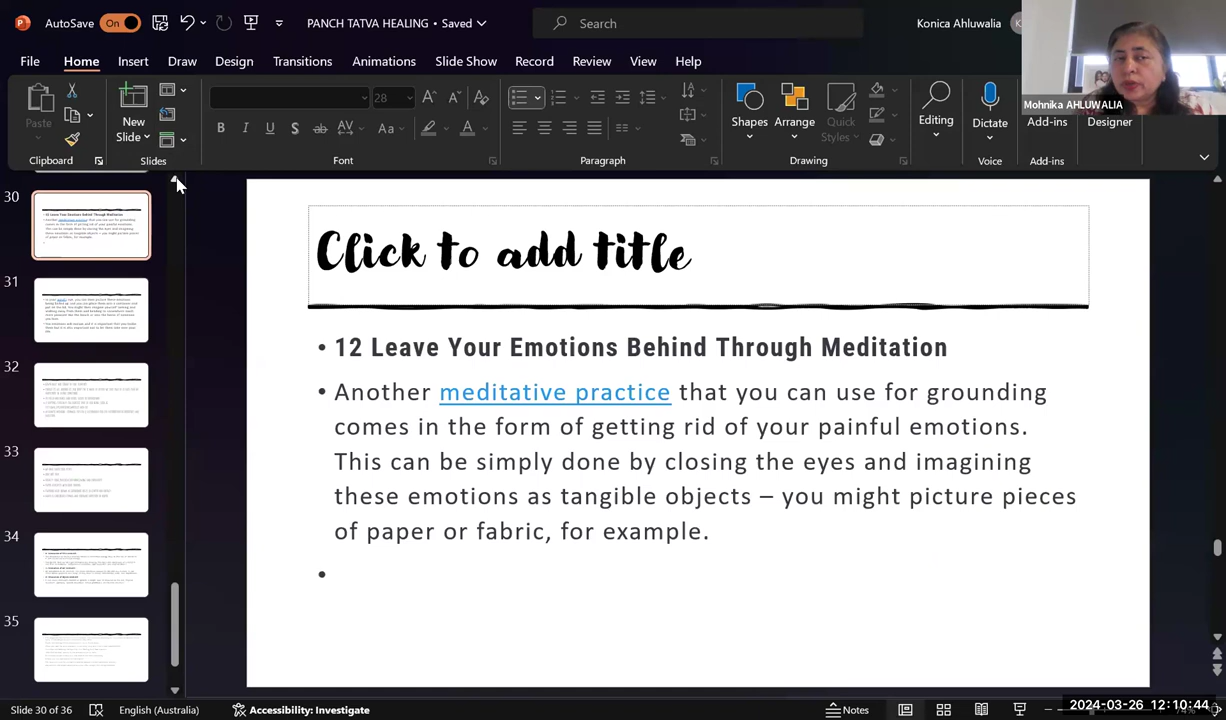 AutoSave On PANCH TATVA HEALING • Saved Search Konica Ahluwalia
File Home Insert Draw Design Transitions Animations Slide Show Record Review View Help
Mohnika AHLUWALIA
Paste New Slide 28 Shapes Arrange Quick Styles Editing Dictate Add-ins Designer
Clipboard Slides Font Paragraph Drawing Voice Add-ins
30
31
32
33
34
35
Click to add title
• 12 Leave Your Emotions Behind Through Meditation
• Another meditative practice that you can use for grounding
comes in the form of getting rid of your painful emotions.
This can be simply done by closing the eyes and imagining
these emotions as tangible objects – you might picture pieces
of paper or fabric, for example.
•
Slide 30 of 36 English (Australia) Accessibility: Investigate Notes 2024-03-26 12:10:44